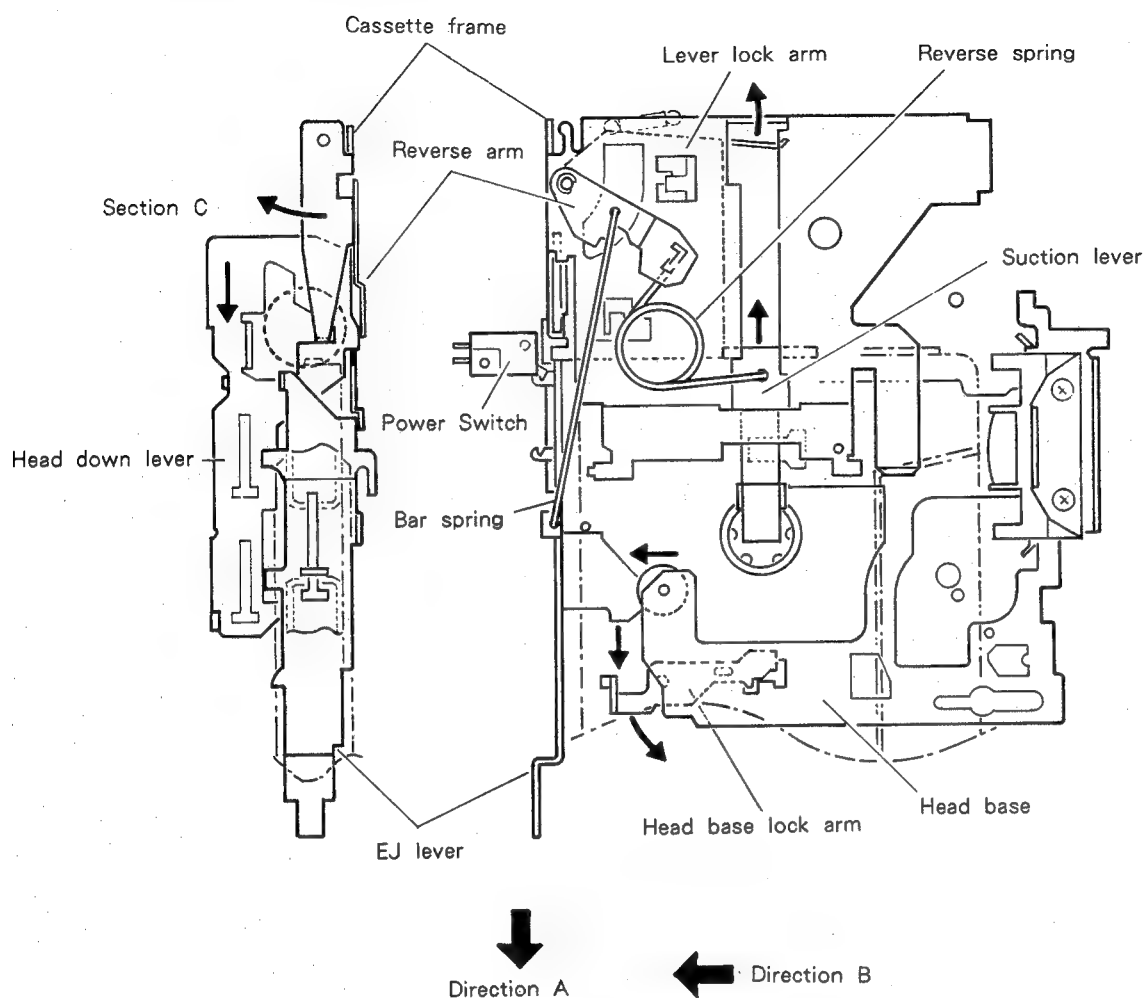 Cassette frame
Lever lock arm
Reverse spring
Reverse arm
Section C
Suction lever
Power Switch
Head down lever
Bar spring
Head base
Head base lock arm
EJ lever
Direction A
Direction B